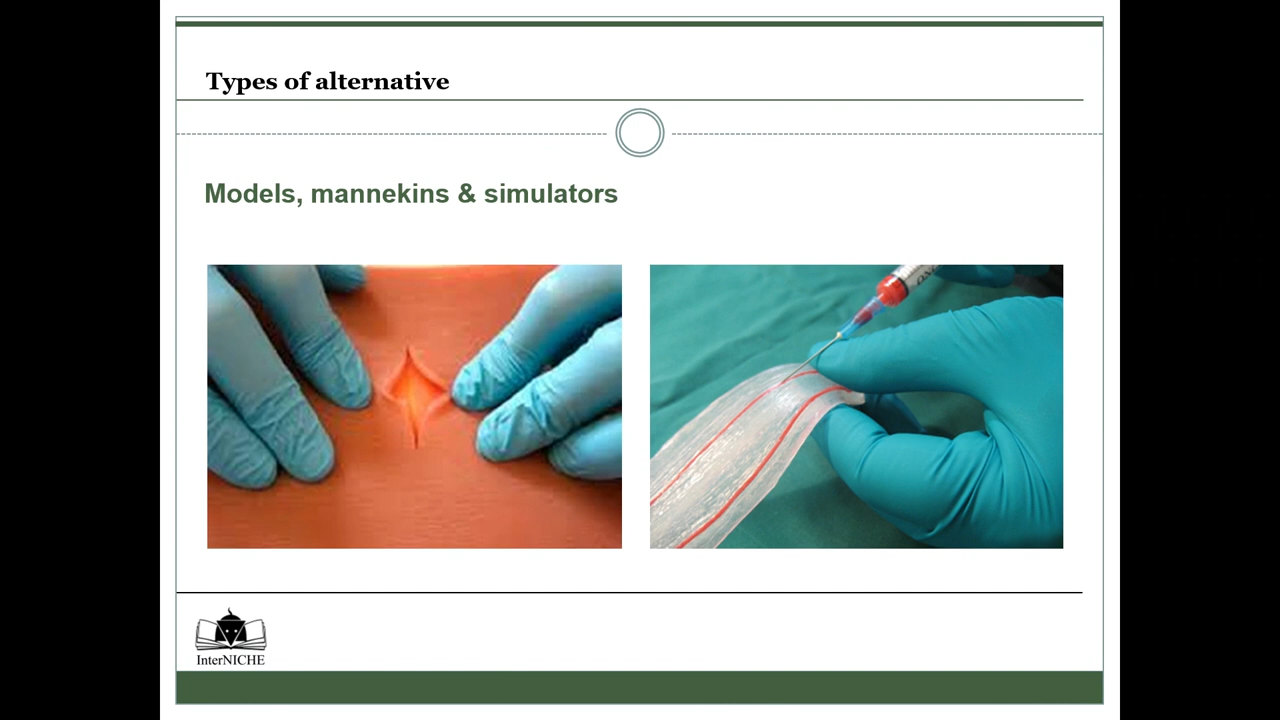 Types of alternative
Models, mannekins & simulators
InterNICHE